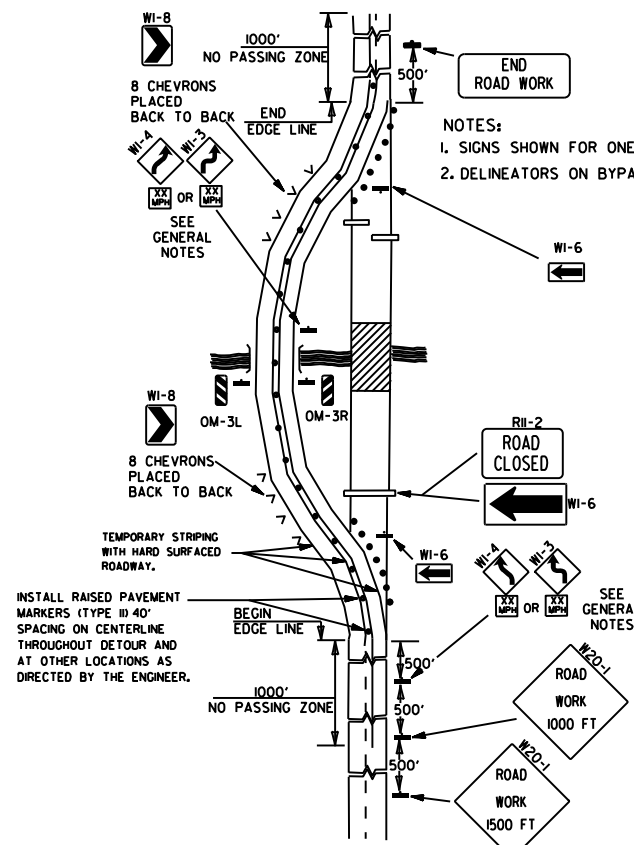 W1-8
1000'
NO PASSING ZONE
500'
END
ROAD WORK
8 CHEVRONS
PLACED
BACK TO BACK
END
EDGE LINE
NOTES:
1. SIGNS SHOWN FOR ONE
2. DELINEATORS ON BYPA
W1-4
W1-3
XX
MPH
OR
XX
MPH
SEE
GENERAL
NOTES
W1-6
OM-3L
OM-3R
W1-8
R11-2
ROAD
CLOSED
W1-6
8 CHEVRONS
PLACED
BACK TO BACK
TEMPORARY STRIPING
WITH HARD SURFACED
ROADWAY.
W1-6
W1-4
W1-3
XX
MPH
OR
XX
MPH
SEE
GENERA
NOTES
INSTALL RAISED PAVEMENT
MARKERS (TYPE II) 40'
SPACING ON CENTERLINE
THROUGHOUT DETOUR AND
AT OTHER LOCATIONS AS
DIRECTED BY THE ENGINEER.
BEGIN
EDGE LINE
500'
1000'
NO PASSING ZONE
500'
W20-1
ROAD
WORK
1000 FT
500'
W20-1
ROAD
WORK
1500 FT